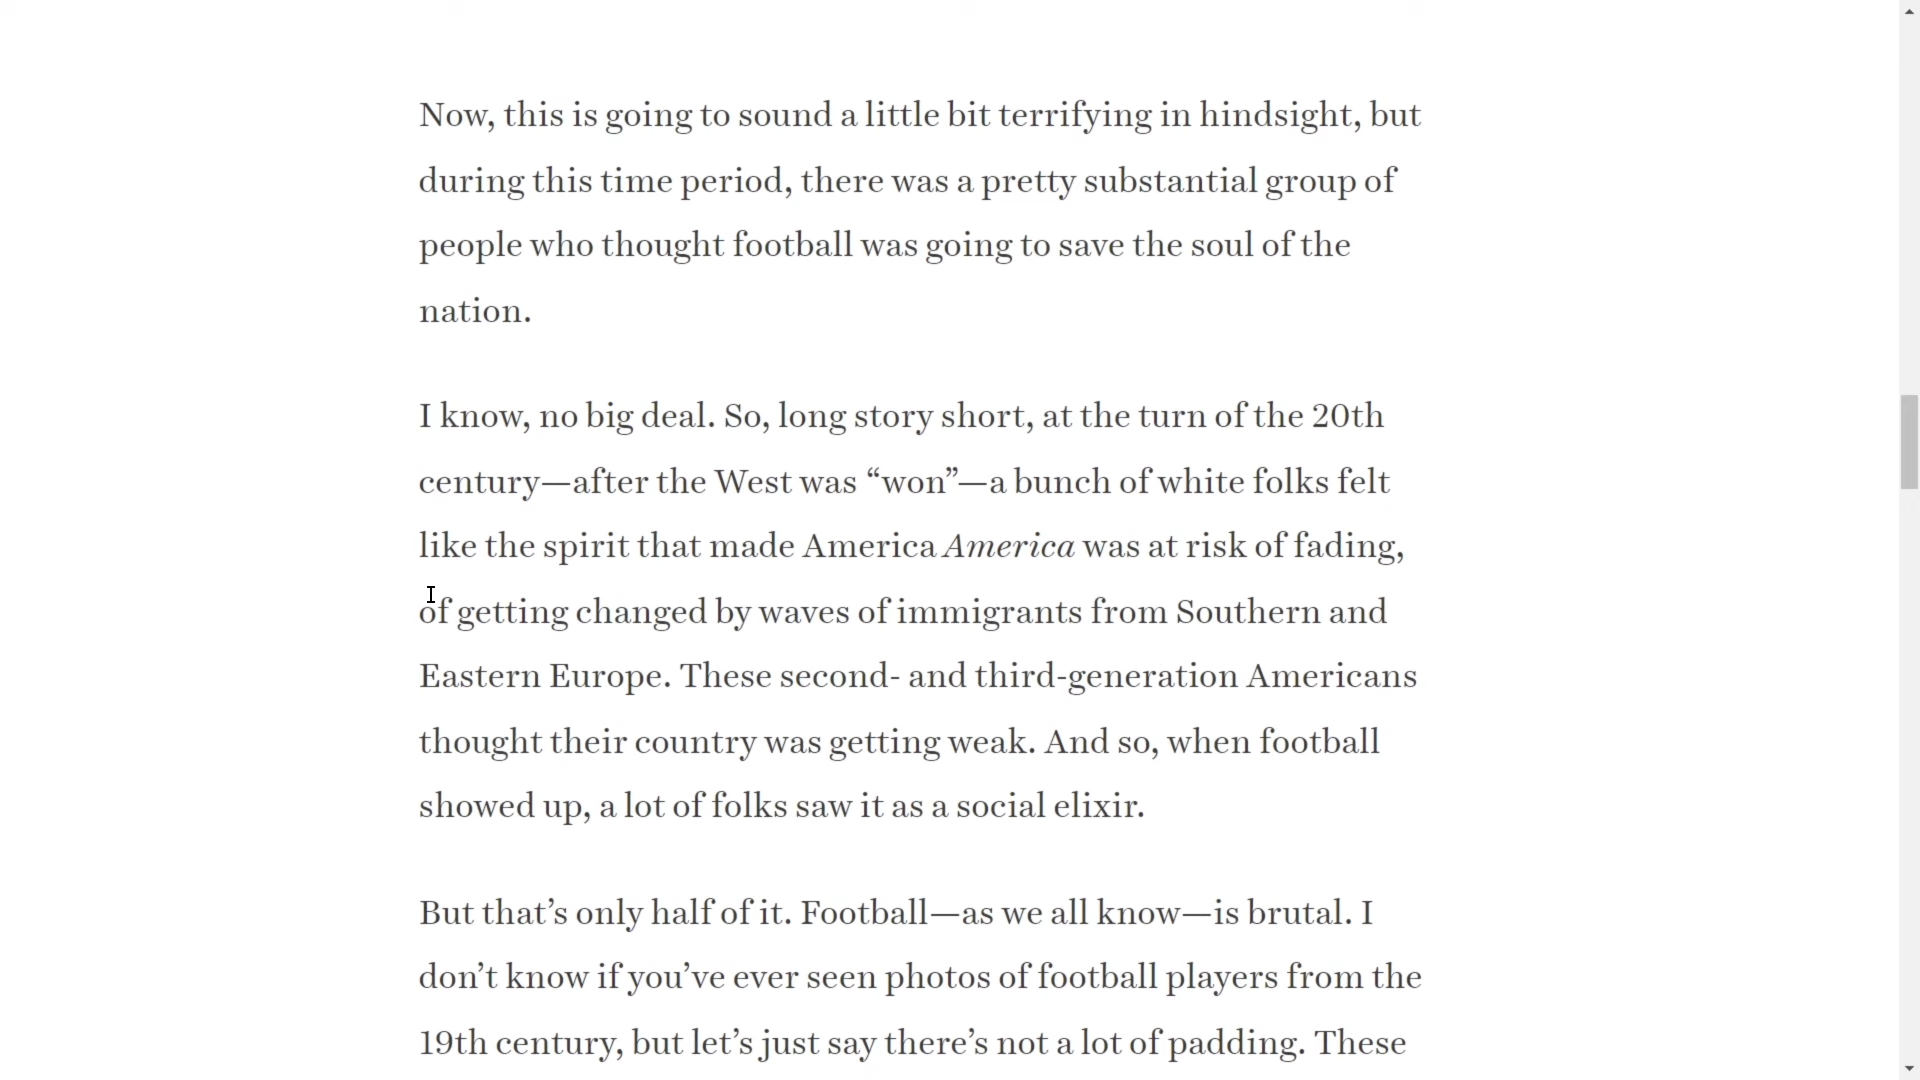 Now, this is going to sound a little bit terrifying in hindsight, but
during this time period, there was a pretty substantial group of
people who thought football was going to save the soul of the
nation.
I know, no big deal. So, long story short, at the turn of the 20th
century—after the West was “won”—a bunch of white folks felt
like the spirit that made America America was at risk of fading,
of getting changed by waves of immigrants from Southern and
Eastern Europe. These second- and third-generation Americans
thought their country was getting weak. And so, when football
showed up, a lot of folks saw it as a social elixir.
But that’s only half of it. Football—as we all know—is brutal. I
don’t know if you’ve ever seen photos of football players from the
19th century, but let’s just say there’s not a lot of padding. These